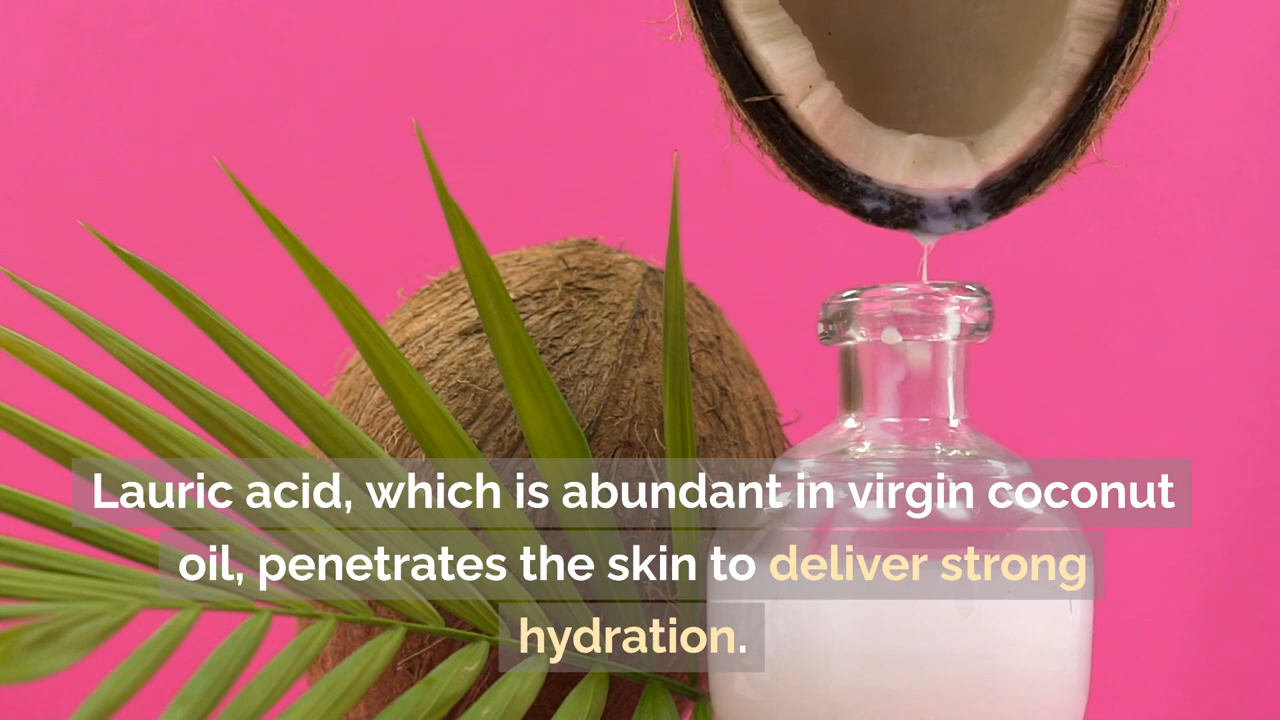 Lauric acid, which is abundant in virgin coconut
oil, penetrates the skin to deliver strong
hydration.